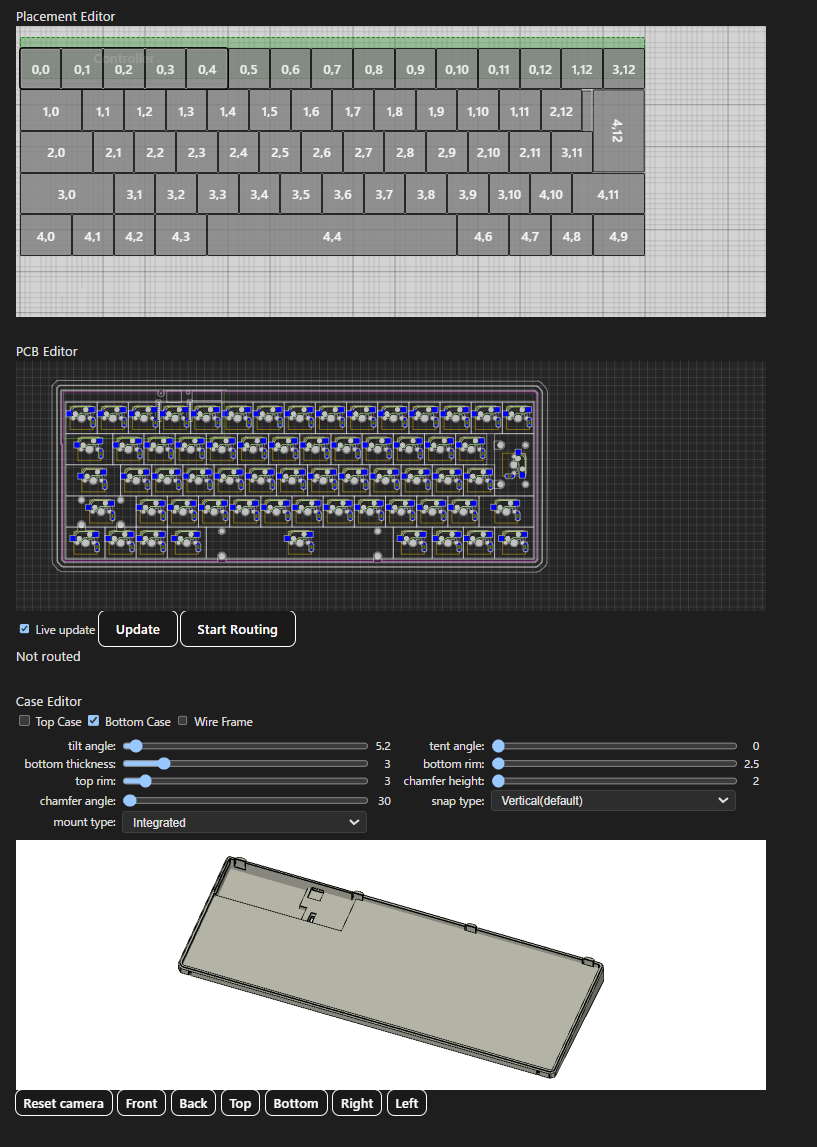 Placement Editor
Controller
0,0 0,1 0,2 0,3 0,4 0,5 0,6 0,7 0,8 0,9 0,10 0,11 0,12 1,12 3,12
1,0 1,1 1,2 1,3 1,4 1,5 1,6 1,7 1,8 1,9 1,10 1,11 2,12 4,12
2,0 2,1 2,2 2,3 2,4 2,5 2,6 2,7 2,8 2,9 2,10 2,11 3,11
3,0 3,1 3,2 3,3 3,4 3,5 3,6 3,7 3,8 3,9 3,10 4,10 4,11
4,0 4,1 4,2 4,3 4,4 4,6 4,7 4,8 4,9
PCB Editor
Live update Update Start Routing
Not routed
Case Editor
Top Case Bottom Case Wire Frame
tilt angle: 5.2 tent angle: 0
bottom thickness: 3 bottom rim: 2.5
top rim: 3 chamfer height: 2
chamfer angle: 30 snap type: Vertical(default)
mount type: Integrated
Reset camera Front Back Top Bottom Right Left